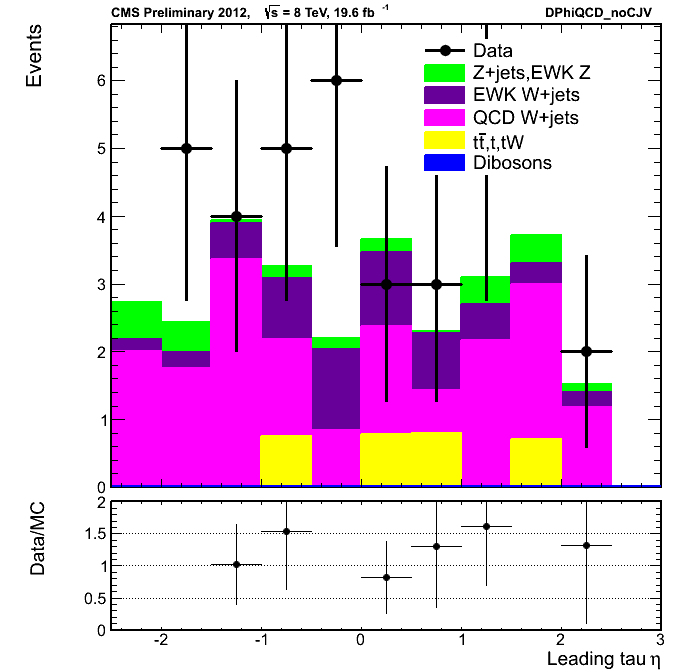 CMS Preliminary 2012, √s = 8 TeV, 19.6 fb⁻¹ DPhiQCD_noCJV
Events
6
5
4
3
2
1
0
Data
Z+jets,EWK Z
EWK W+jets
QCD W+jets
tt̄,t,tW
Dibosons
Data/MC
2
1.5
1
0.5
0
-2 -1 0 1 2 3
Leading tau η